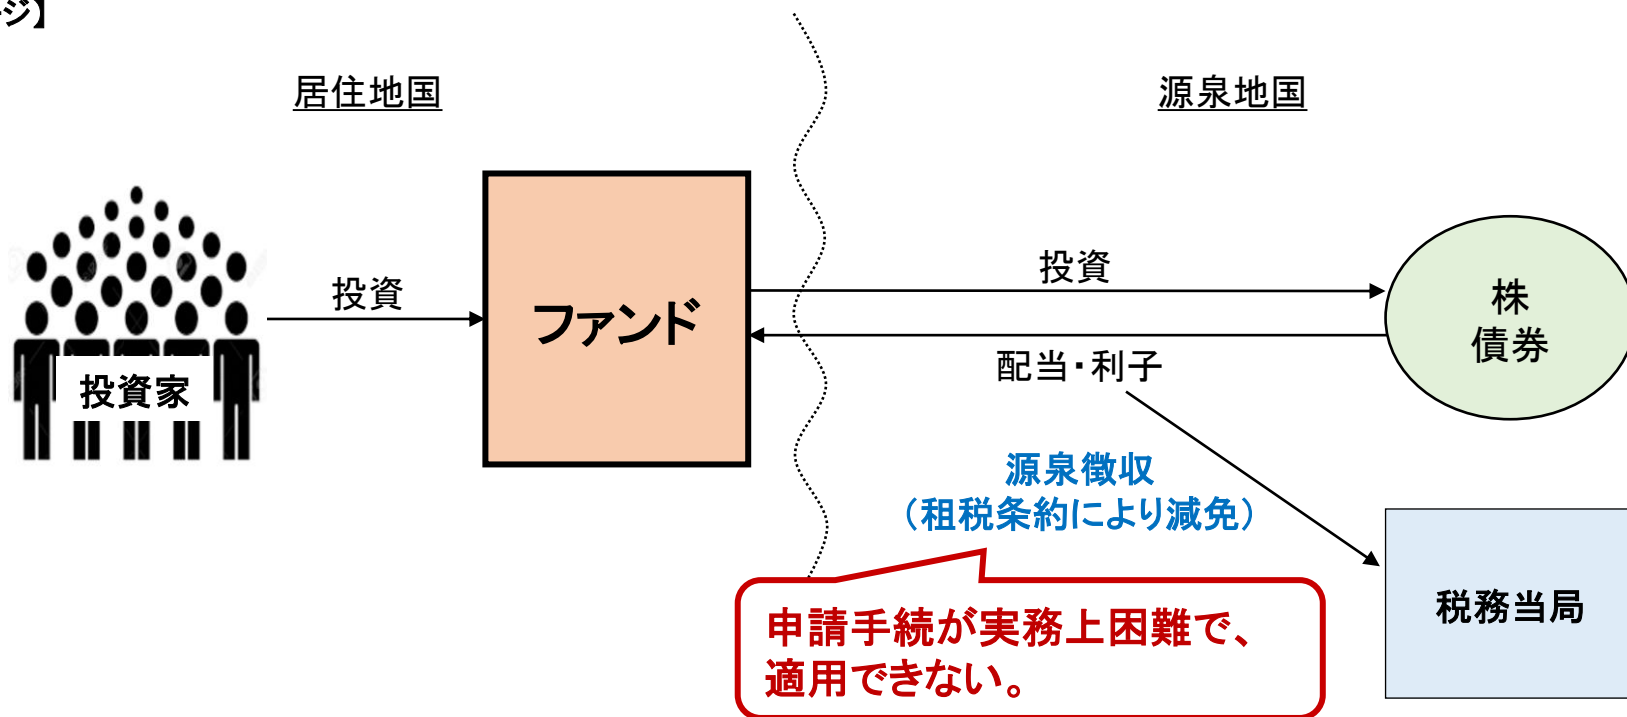 ジ】
居住地国
源泉地国
投資
ファンド
投資
株
債券
配当・利子
投資家
源泉徴収
（租税条約により減免）
税務当局
申請手続が実務上困難で、
適用できない。